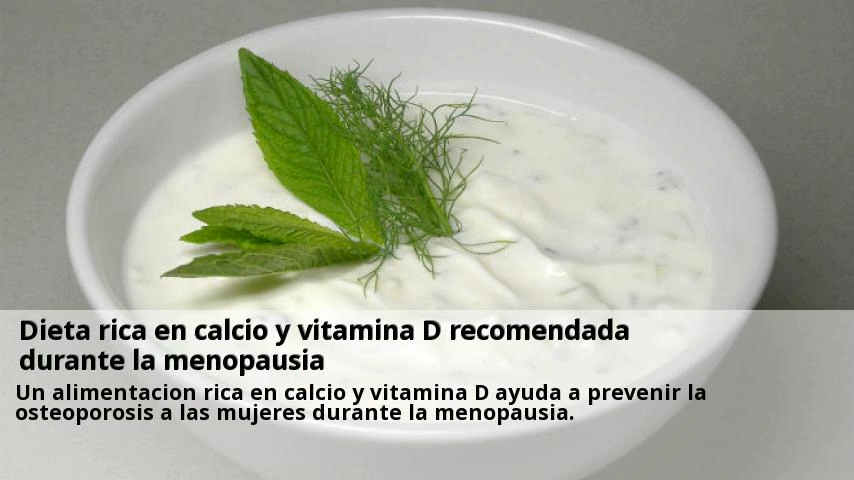 Dieta rica en calcio y vitamina D recomendada
durante la menopausia
Un alimentacion rica en calcio y vitamina D ayuda a prevenir la
osteoporosis a las mujeres durante la menopausia.